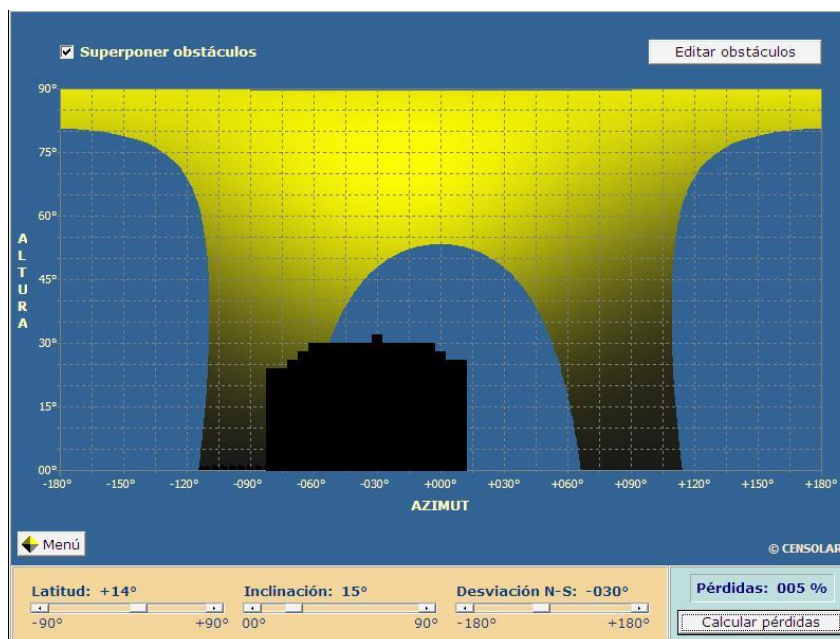 Superponer obstáculos
Editar obstáculos
90°
75°
60°
45°
30°
15°
00°
ALTURA
-180° -150° -120° -090° -060° -030° +000° +030° +060° +090° +120° +150° +180°
AZIMUT
Menú
© CENSOLAR
Latitud: +14° Inclinación: 15° Desviación N-S: -030° Pérdidas: 005 %
-90° +90° 00° 90° -180° +180° Calcular pérdidas